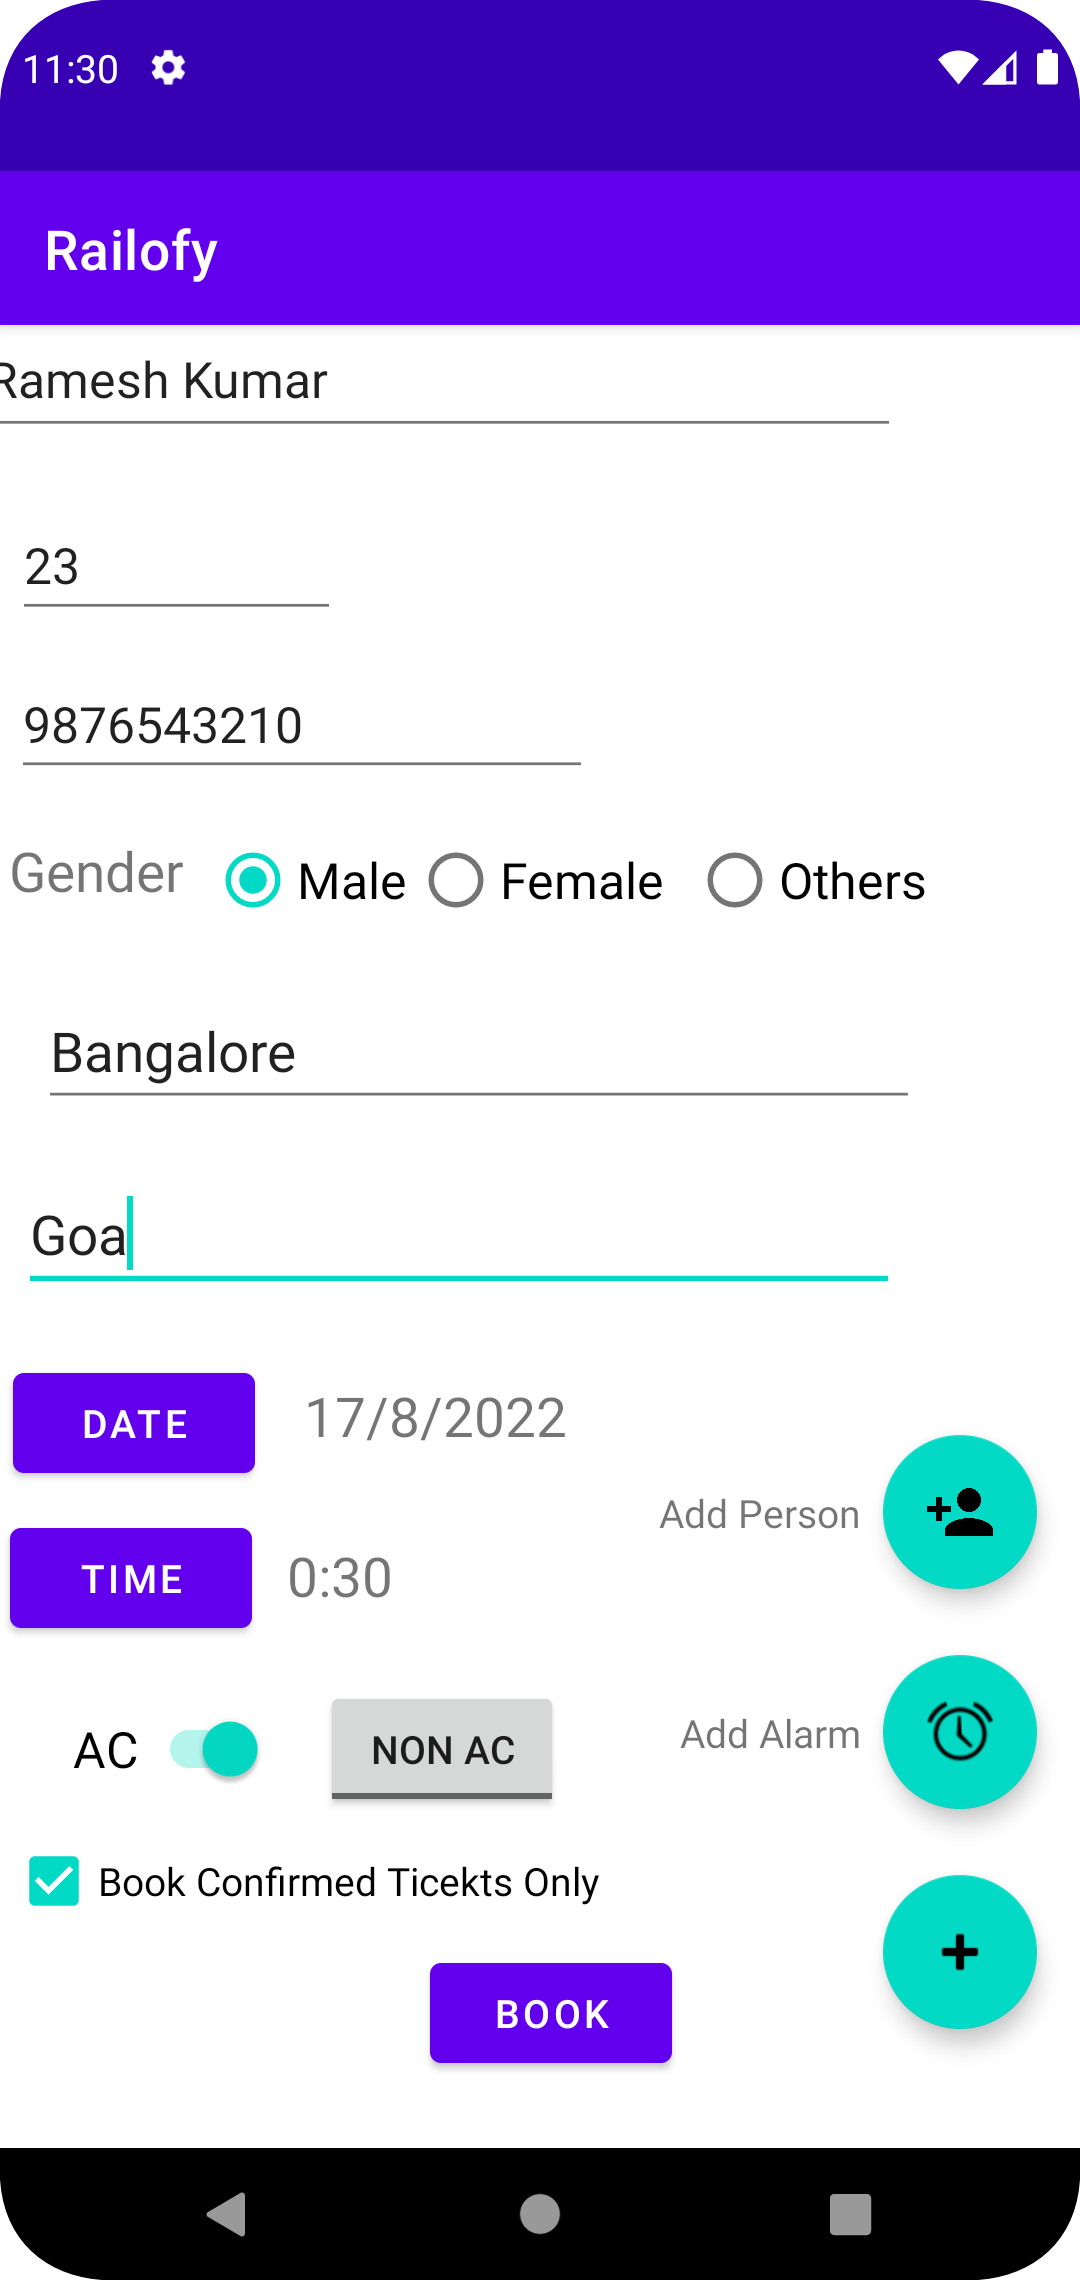 11:30
Railofy
Ramesh Kumar
23
9876543210
Gender Male Female Others
Bangalore
Goa
DATE 17/8/2022
Add Person
TIME 0:30
AC NON AC Add Alarm
Book Confirmed Ticekts Only
BOOK